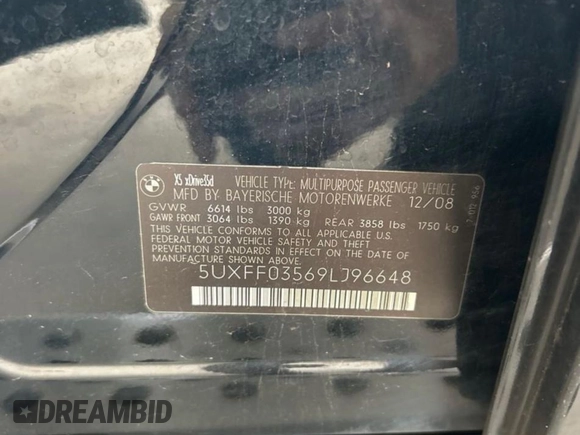 BMW
X5 xDrive35d VEHICLE TYPE: MULTIPURPOSE PASSENGER VEHICLE
MFD BY BAYERISCHE MOTORENWERKE 12/08
GVWR 6614 lbs 3000 kg
GAWR FRONT 3064 lbs 1390 kg REAR 3858 lbs 1750 kg
THIS VEHICLE CONFORMS TO ALL APPLICABLE U.S.
FEDERAL MOTOR VEHICLE SAFETY AND THEFT
PREVENTION STANDARDS IN EFFECT ON THE DATE OF
MANUFACTURE SHOWN ABOVE.
5UXFF03569LJ96648
DREAMBID